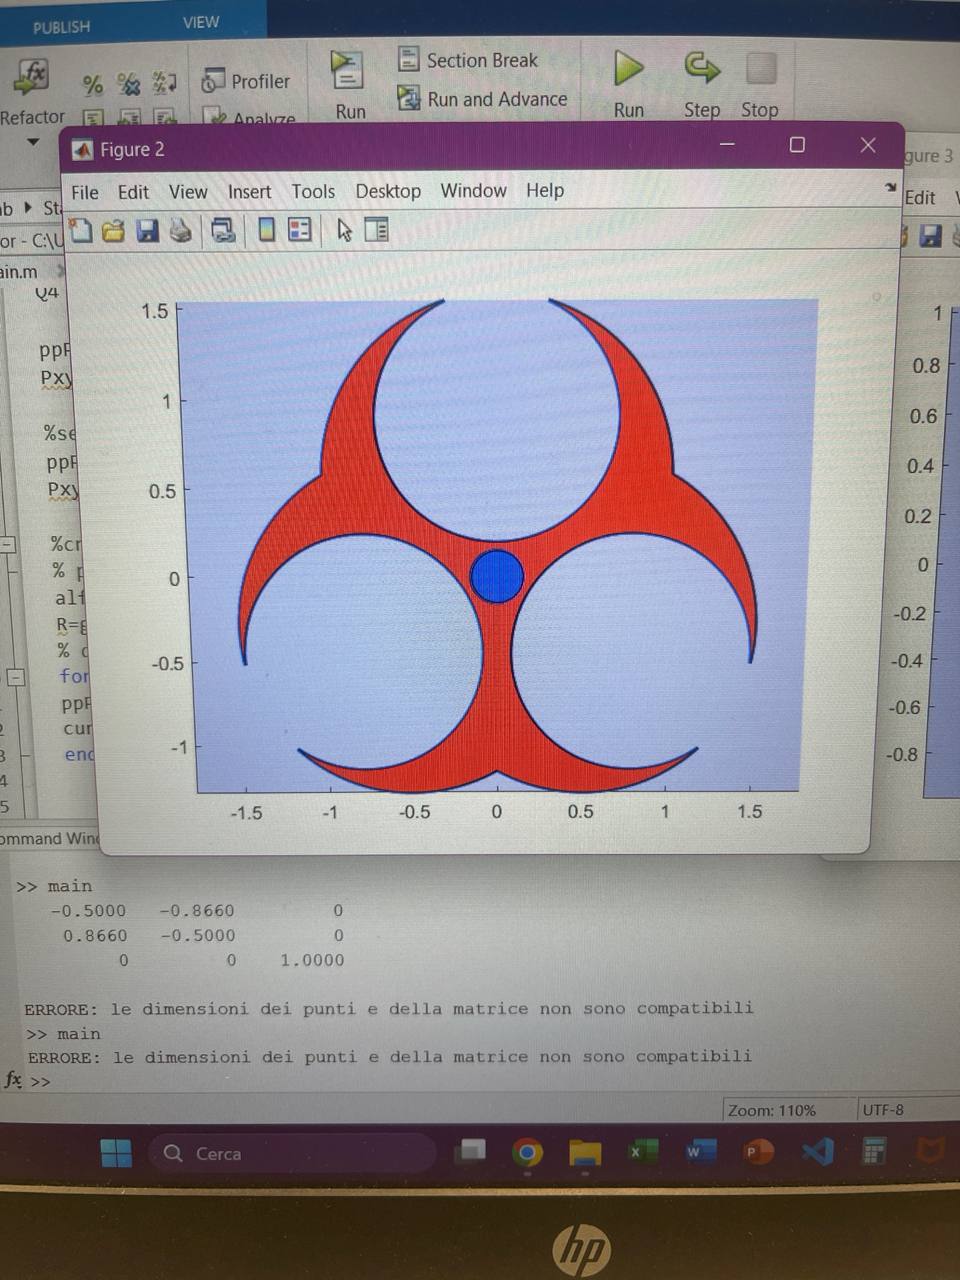 PUBLISH VIEW
Section Break
Profiler
Run and Advance
Refactor
Analyze
Run
Run Step Stop
Figure 2
gure 3
File Edit View Insert Tools Desktop Window Help
Edit
or - C:\U
ain.m
Q4
ppP
Pxy
%se
ppP
Pxy
%cr
% p
alf
% c
for
ppP
cur
end
1.5
1
0.5
0
-0.5
-1
-1.5 -1 -0.5 0 0.5 1 1.5
1
0.8
0.6
0.4
0.2
0
-0.2
-0.4
-0.6
-0.8
3
4
5
ommand Wind
>> main
-0.5000 -0.8660 0
0.8660 -0.5000 0
0 0 1.0000
ERRORE: le dimensioni dei punti e della matrice non sono compatibili
>> main
ERRORE: le dimensioni dei punti e della matrice non sono compatibili
fx >>
Zoom: 110% UTF-8
Cerca
hp